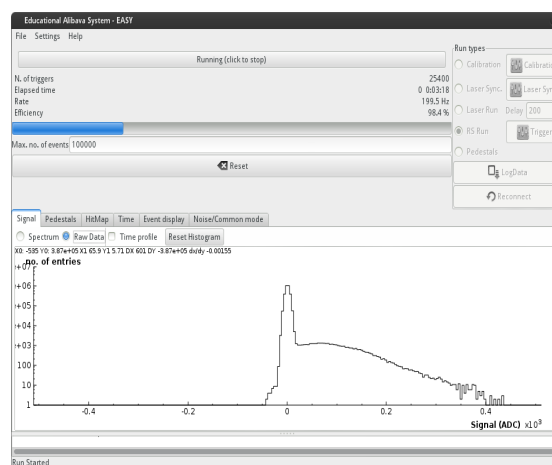 Educational Alibava System - EASY
File Settings Help
Running (click to stop)
N. of triggers 25400
Elapsed time 0 0:03:18
Rate 199.5 Hz
Efficiency 98.4 %
Max. no. of events 100000
Reset
Run types
Calibration
Laser Sync.
Laser Run Delay 200
RS Run Trigger
Pedestals
LogData
Reconnect
Signal Pedestals HitMap Time Event display Noise/Common mode
Spectrum Raw Data Time profile Reset Histogram
X0: -535 Y0: 3.87e+05 X1 65.9 Y1 5.71 DX 601 DY -3.87e+05 dx/dy -0.00155
no. of entries
e+07
e+06
e+05
e+04
e+03
100
10
1
-0.4 -0.2 0 0.2 0.4
Signal (ADC) x10³
Run Started